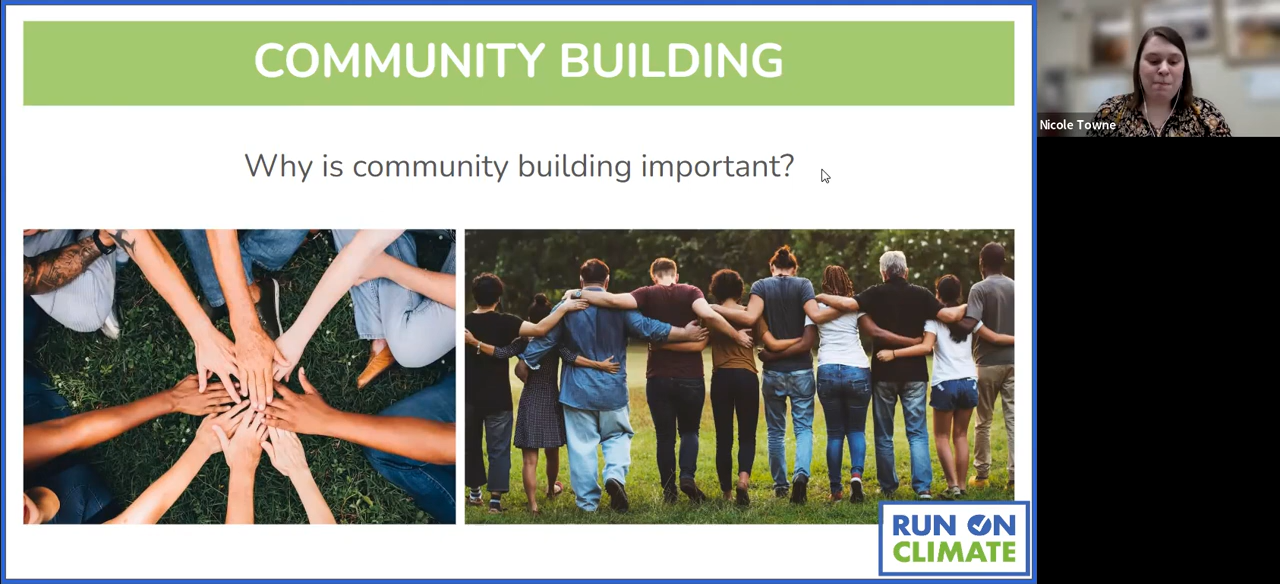 COMMUNITY BUILDING
Why is community building important?
Nicole Towne
RUN ON
CLIMATE